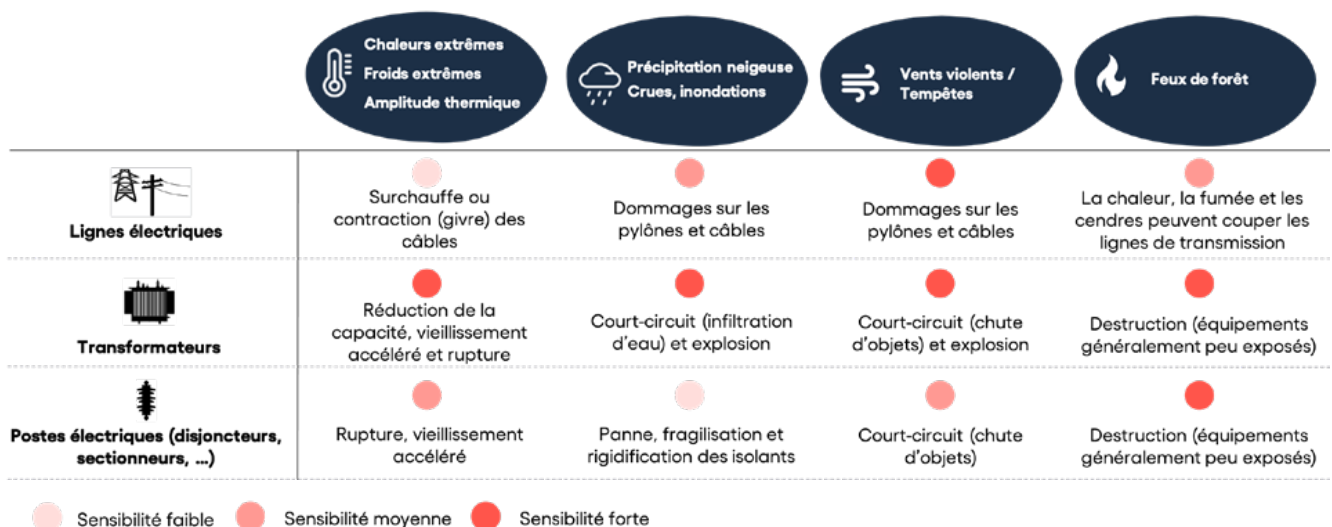 Chaleurs extrêmes
Froids extrêmes
Amplitude thermique
Précipitation neigeuse
Crues, inondations
Vents violents /
Tempêtes
Feux de forêt
Lignes électriques
Surchauffe ou
contraction (givre) des
câbles
Dommages sur les
pylônes et câbles
Dommages sur les
pylônes et câbles
La chaleur, la fumée et les
cendres peuvent couper les
lignes de transmission
Transformateurs
Réduction de la
capacité, vieillissement
accéléré et rupture
Court-circuit (infiltration
d'eau) et explosion
Court-circuit (chute
d'objets) et explosion
Destruction (équipements
généralement peu exposés)
Postes électriques (disjoncteurs,
sectionneurs, ...)
Rupture, vieillissement
accéléré
Panne, fragilisation et
rigidification des isolants
Court-circuit (chute
d'objets)
Destruction (équipements
généralement peu exposés)
Sensibilité faible
Sensibilité moyenne
Sensibilité forte